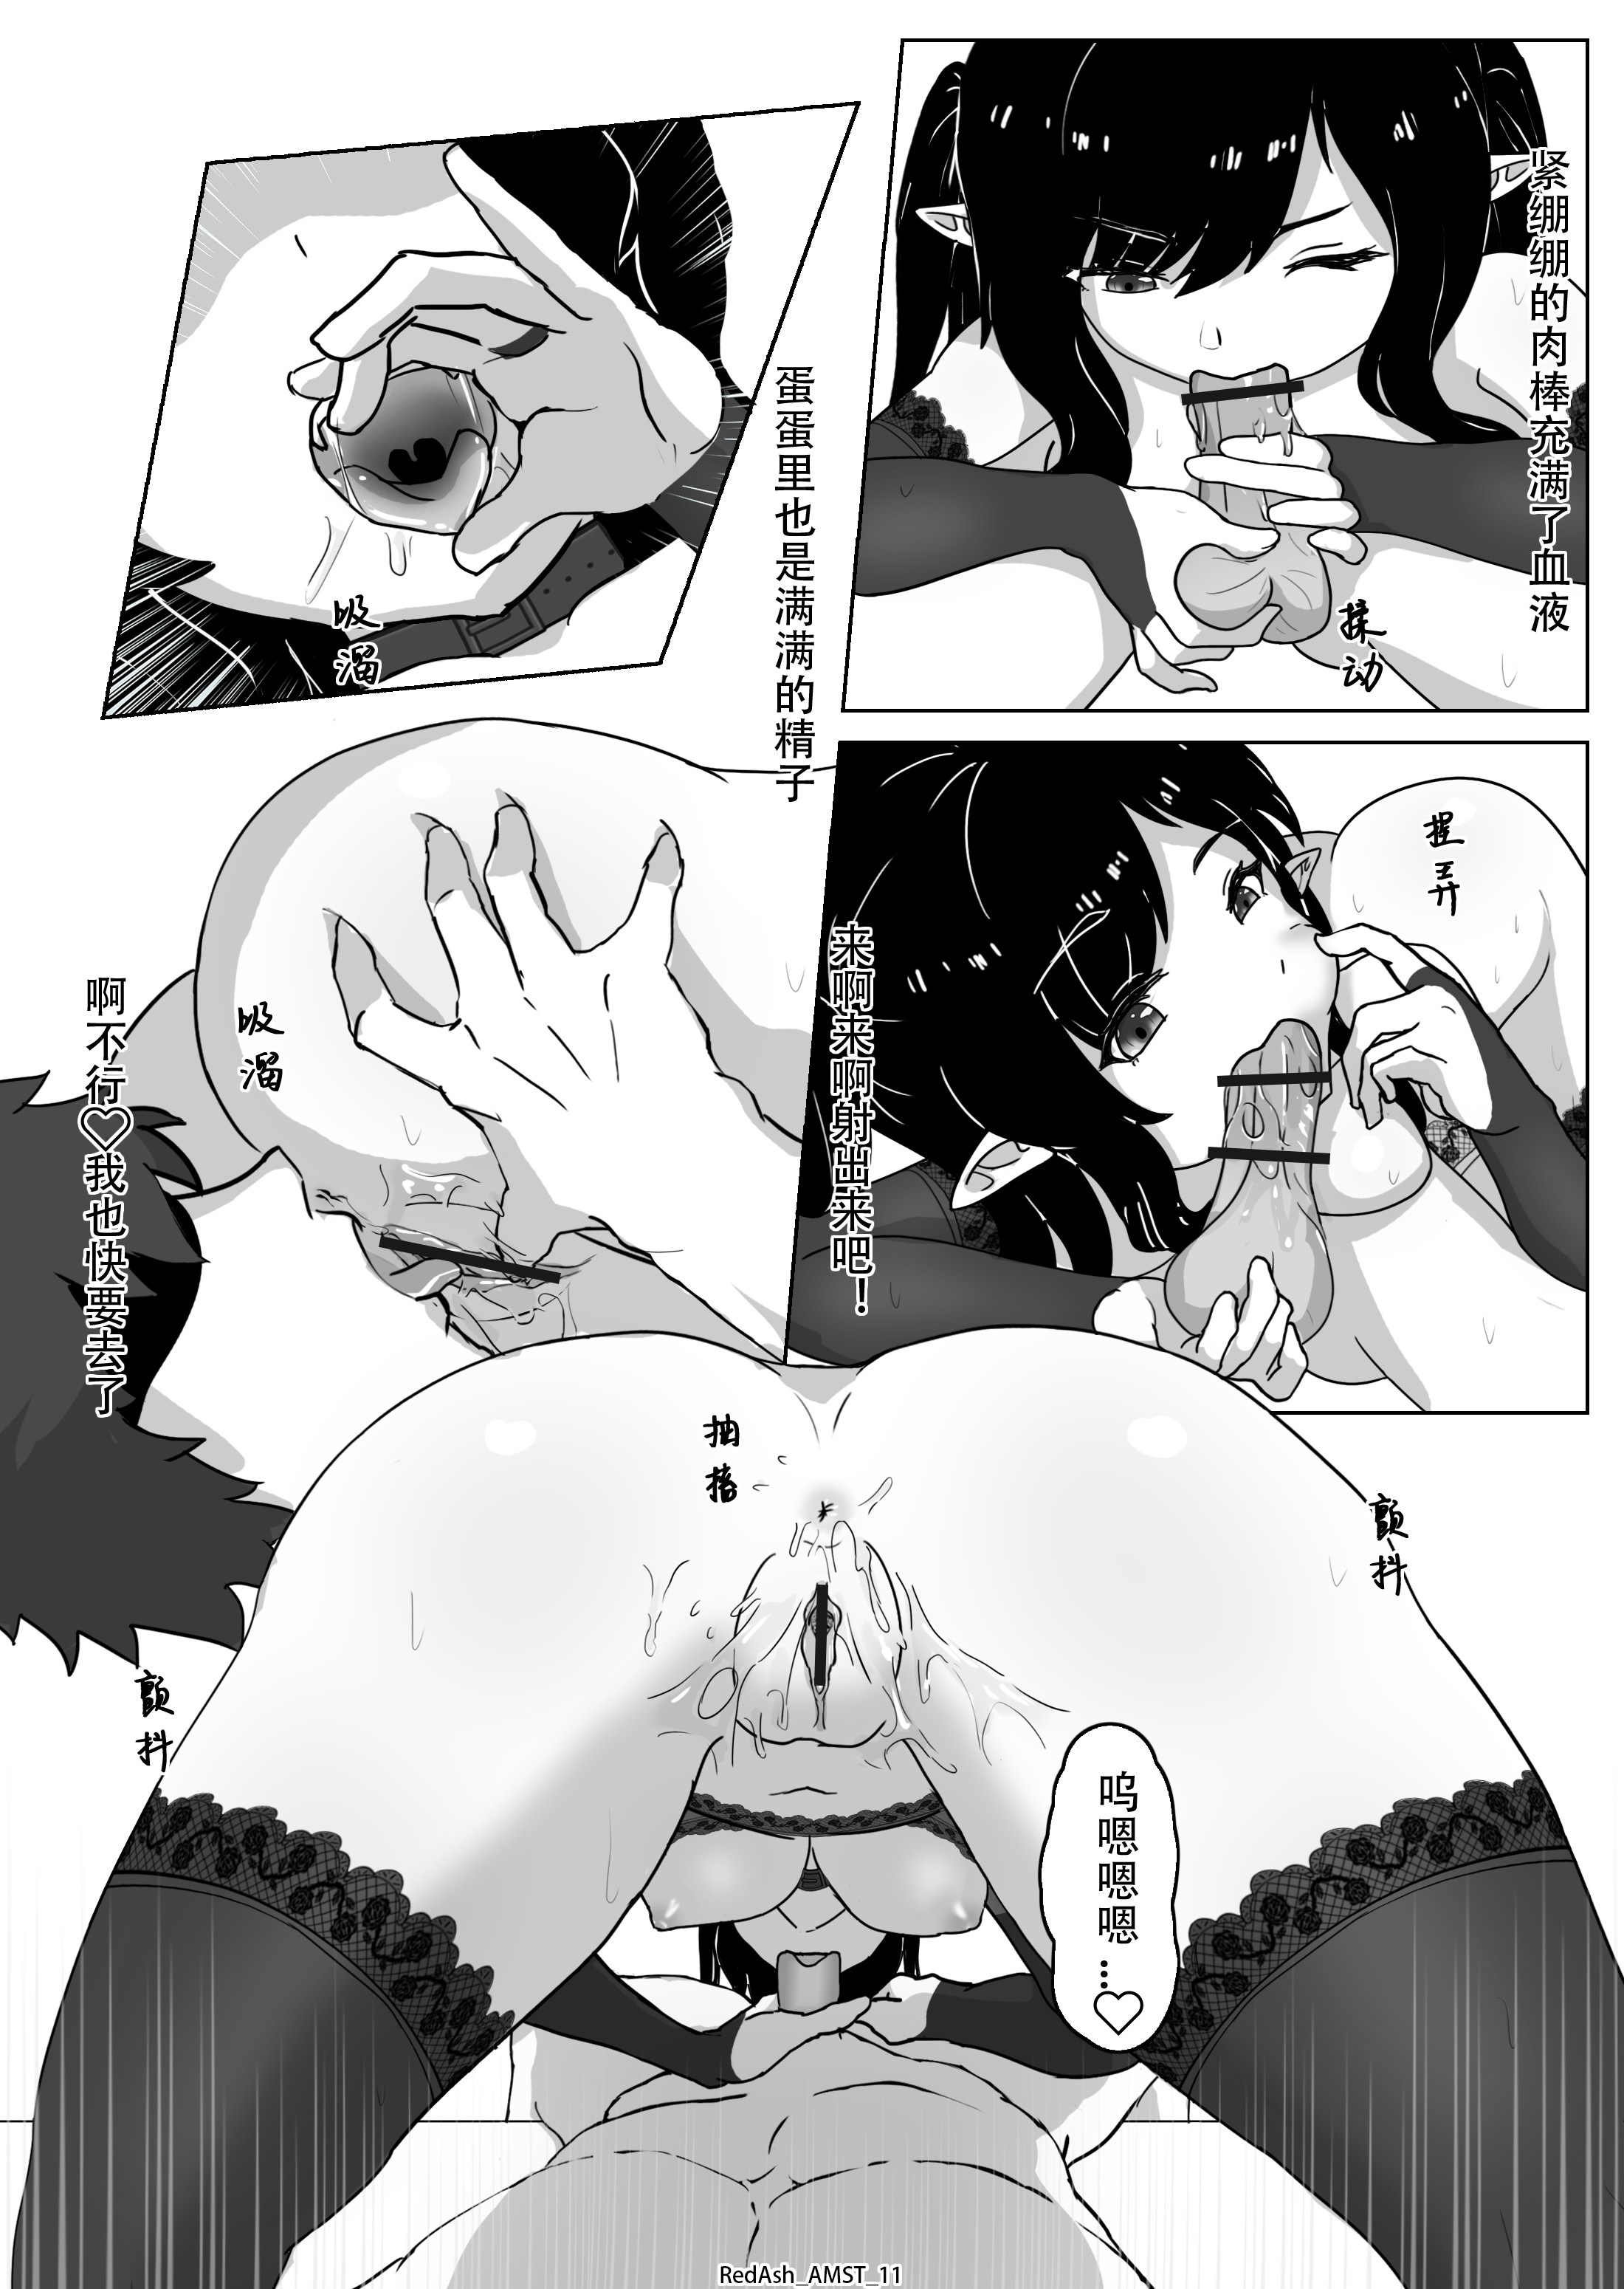 紧绷绷的肉棒充满了血液
揉动
蛋蛋里也是满满的精子
吸溜
捏弄
来啊来啊射出来吧！
吸溜
啊不行♡我也快要去了
抽搐
颤抖
颤抖
呜嗯嗯嗯…♡
RedAsh_AMST_11